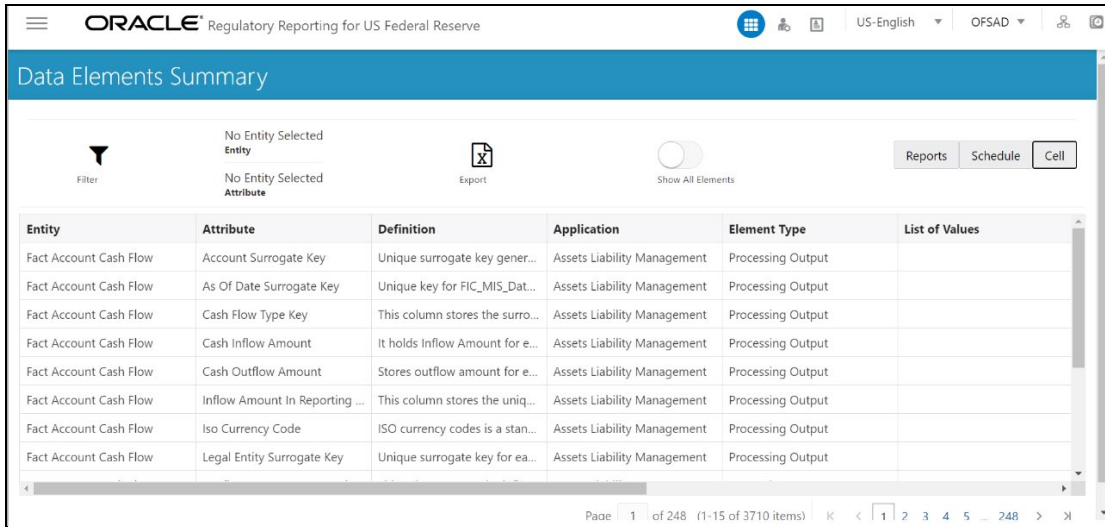 ORACLE® Regulatory Reporting for US Federal Reserve US-English OFSAD
Data Elements Summary
No Entity Selected
Entity
No Entity Selected
Attribute
Filter
Export
Show All Elements
Reports Schedule Cell
Entity Attribute Definition Application Element Type List of Values
Fact Account Cash Flow Account Surrogate Key Unique surrogate key gener... Assets Liability Management Processing Output
Fact Account Cash Flow As Of Date Surrogate Key Unique key for FIC_MIS_Dat... Assets Liability Management Processing Output
Fact Account Cash Flow Cash Flow Type Key This column stores the surro... Assets Liability Management Processing Output
Fact Account Cash Flow Cash Inflow Amount It holds Inflow Amount for e... Assets Liability Management Processing Output
Fact Account Cash Flow Cash Outflow Amount Stores outflow amount for e... Assets Liability Management Processing Output
Fact Account Cash Flow Inflow Amount In Reporting ... This column stores the uniq... Assets Liability Management Processing Output
Fact Account Cash Flow Iso Currency Code ISO currency codes is a stan... Assets Liability Management Processing Output
Fact Account Cash Flow Legal Entity Surrogate Key Unique surrogate key for ea... Assets Liability Management Processing Output
Page 1 of 248 (1-15 of 3710 items) K < 1 2 3 4 5 ... 248 > >|